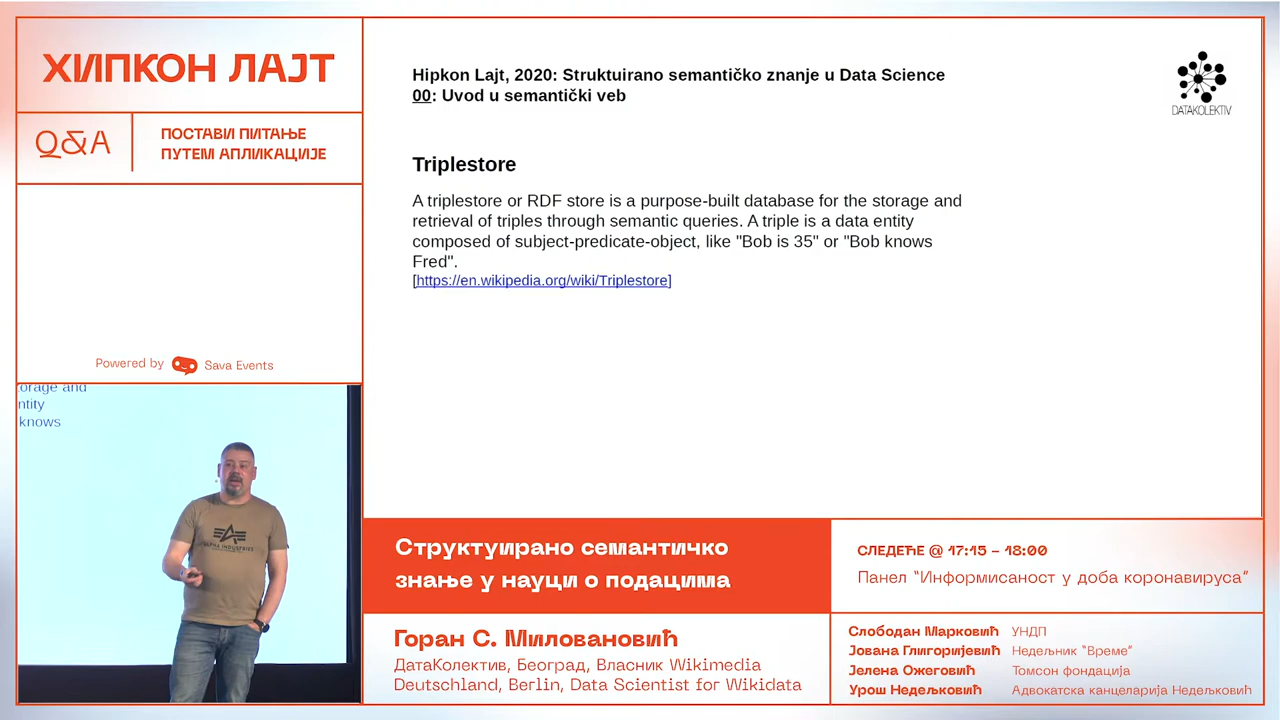 ХИПКОН ЛАЈТ
Q&A
ПОСТАВИ ПИТАЊЕ
ПУТЕМ АПЛИКАЦИЈЕ
Powered by Sava Events
orage and
ntity
knows
ALPHA INDUSTRIES
Hipkon Lajt, 2020: Struktuirano semantičko znanje u Data Science
00: Uvod u semantički veb
DATAKOLEKTIV
Triplestore
A triplestore or RDF store is a purpose-built database for the storage and
retrieval of triples through semantic queries. A triple is a data entity
composed of subject-predicate-object, like "Bob is 35" or "Bob knows
Fred".
[https://en.wikipedia.org/wiki/Triplestore]
Структуирано семантичко
знање у науци о подацима
Горан С. Миловановић
ДатаКолектив, Београд, Власник Wikimedia
Deutschland, Berlin, Data Scientist for Wikidata
СЛЕДЕЋЕ @ 17:15 – 18:00
Панел “Информисаност у доба коронавируса”
Слободан Марковић УНДП
Јована Глигоријевић Недељник “Време”
Јелена Ожеговић Томсон фондација
Урош Недељковић Адвокатска канцеларија Недељковић